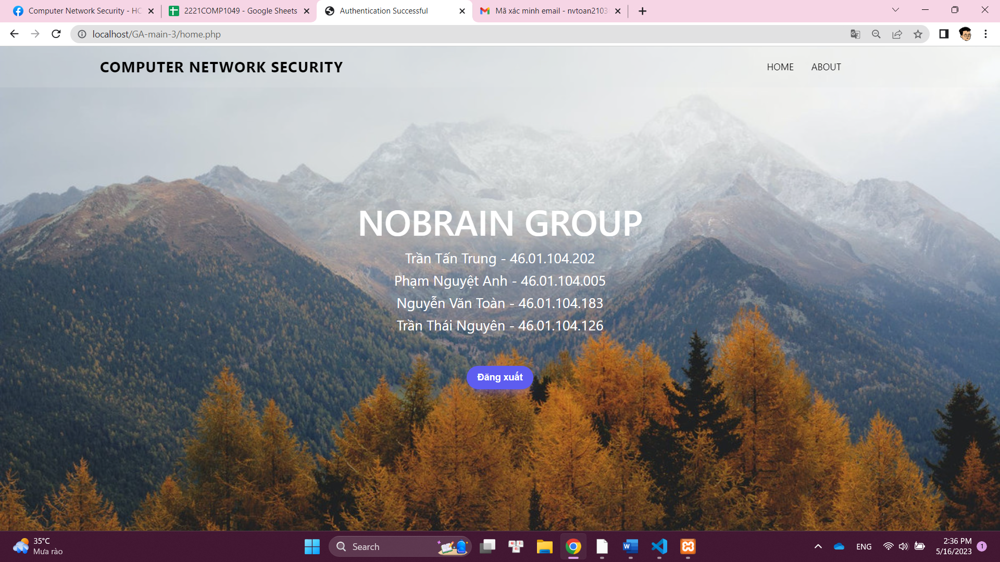 Computer Network Security - HC
2221COMP1049 - Google Sheets
Authentication Successful
Mã xác minh email - nvtoan2103
localhost/GA-main-3/home.php
COMPUTER NETWORK SECURITY
HOME
ABOUT
NOBRAIN GROUP
Trần Tấn Trung - 46.01.104.202
Phạm Nguyệt Anh - 46.01.104.005
Nguyễn Văn Toàn - 46.01.104.183
Trần Thái Nguyên - 46.01.104.126
Đăng xuất
35°C
Mưa rào
Search
ENG
2:36 PM
5/16/2023
1